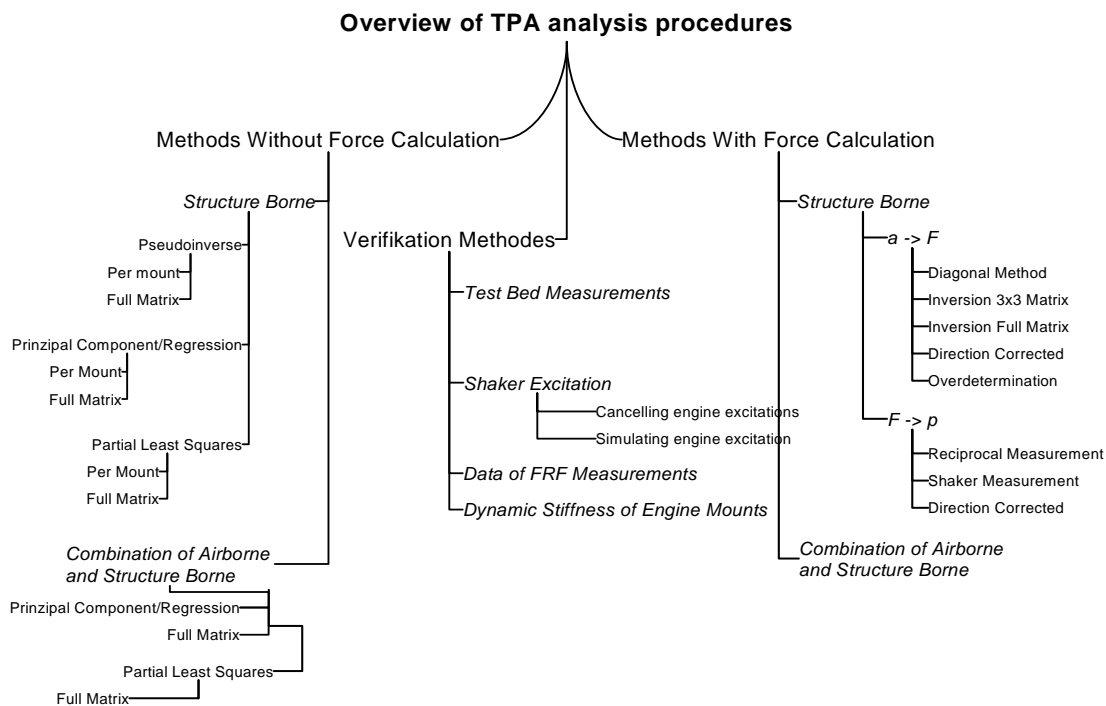 Overview of TPA analysis procedures
Methods Without Force Calculation
Structure Borne
Pseudoinverse
Per mount
Full Matrix
Prinzipal Component/Regression
Per Mount
Full Matrix
Partial Least Squares
Per Mount
Full Matrix
Combination of Airborne
and Structure Borne
Prinzipal Component/Regression
Full Matrix
Partial Least Squares
Full Matrix
Verifikation Methodes
Test Bed Measurements
Shaker Excitation
Cancelling engine excitations
Simulating engine excitation
Data of FRF Measurements
Dynamic Stiffness of Engine Mounts
Methods With Force Calculation
Structure Borne
a -> F
Diagonal Method
Inversion 3x3 Matrix
Inversion Full Matrix
Direction Corrected
Overdetermination
F -> p
Reciprocal Measurement
Shaker Measurement
Direction Corrected
Combination of Airborne
and Structure Borne